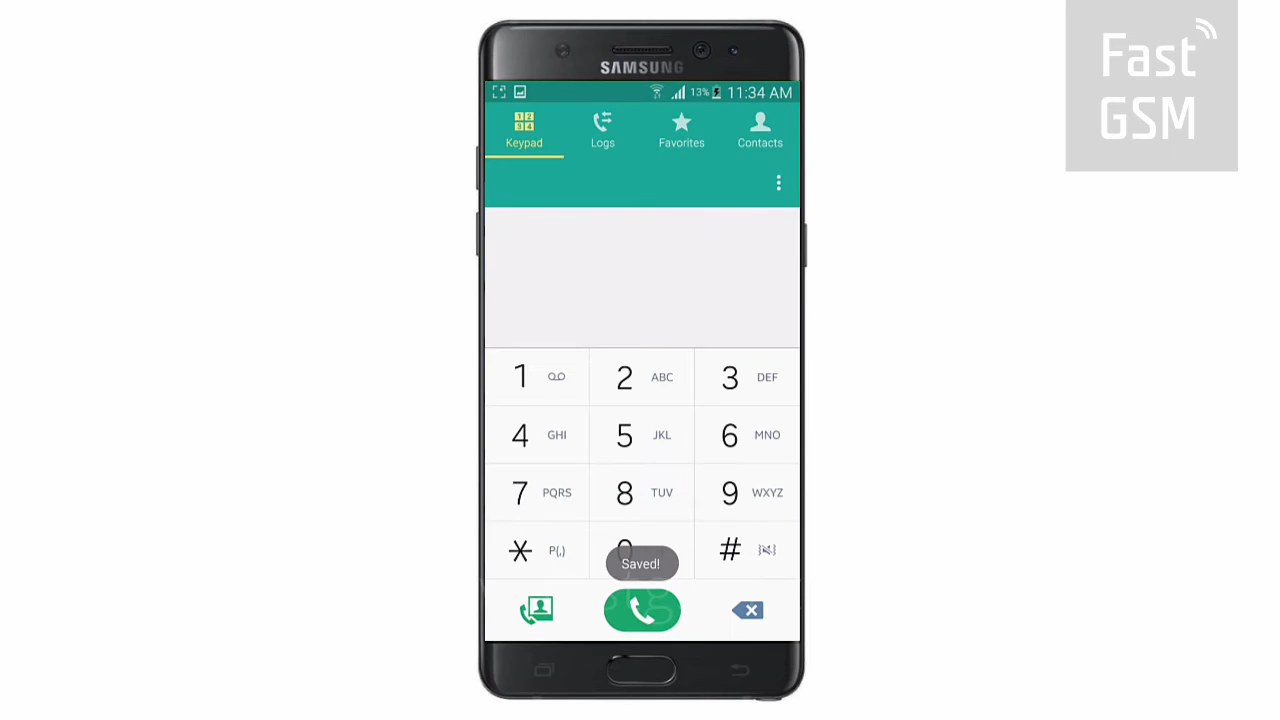 Fast
GSM
SAMSUNG
13% 11:34 AM
Keypad Logs Favorites Contacts
1 2 ABC 3 DEF
4 GHI 5 JKL 6 MNO
7 PQRS 8 TUV 9 WXYZ
* P(,) 0 #
Saved!